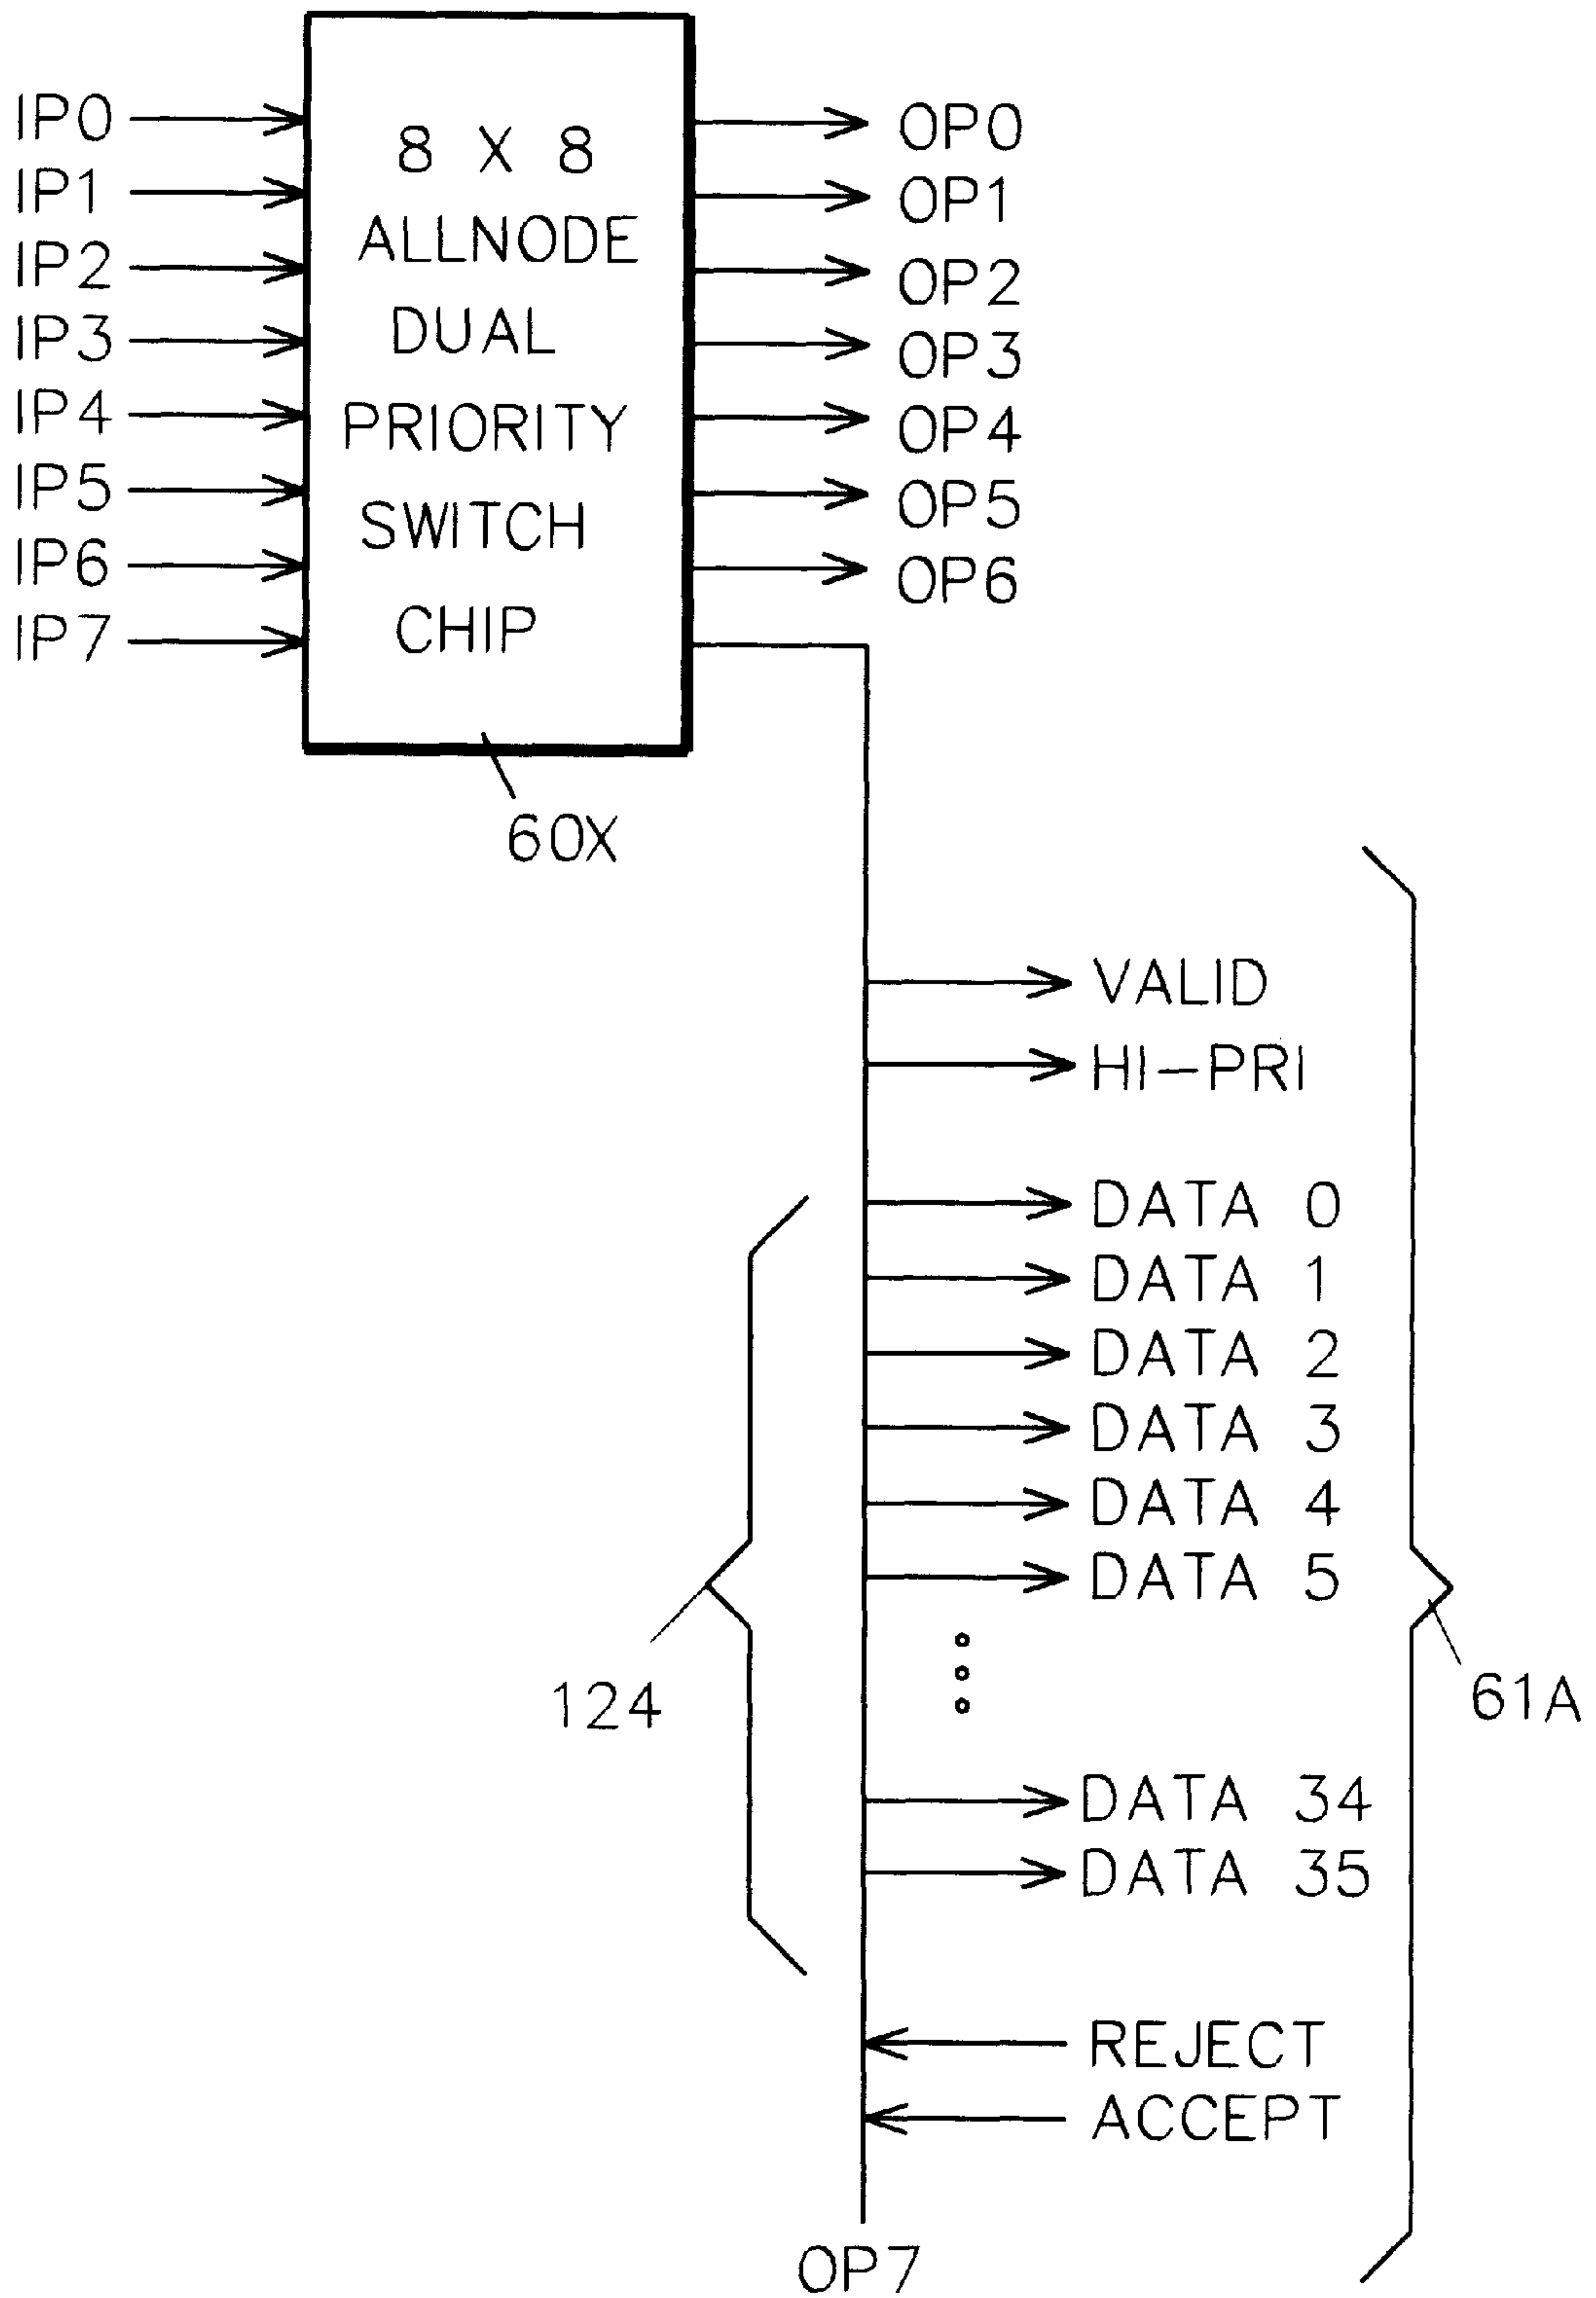 IP0
IP1
IP2
IP3
IP4
IP5
IP6
IP7
8 X 8
ALLNODE
DUAL
PRIORITY
SWITCH
CHIP
OP0
OP1
OP2
OP3
OP4
OP5
OP6
60X
VALID
HI-PRI
DATA 0
DATA 1
DATA 2
DATA 3
DATA 4
DATA 5
124
61A
DATA 34
DATA 35
REJECT
ACCEPT
OP7